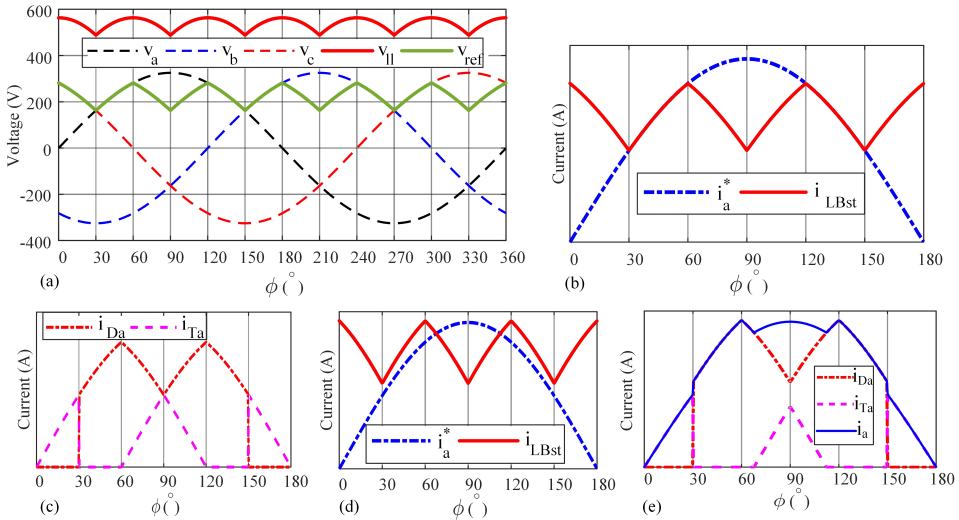 600
400
200
0
-200
-400
Voltage (V)
v_a v_b v_c v_ll v_ref
0 30 60 90 120 150 180 210 240 270 300 330 360
ϕ (°)
(a)
Current (A)
i*_a i_LBst
0 30 60 90 120 150 180
ϕ (°)
(b)
i_Da i_Ta
Current (A)
0 30 60 90 120 150 180
ϕ (°)
(c)
Current (A)
i*_a i_LBst
0 30 60 90 120 150 180
ϕ (°)
(d)
Current (A)
i_Da
i_Ta
i_a
0 30 60 90 120 150 180
ϕ (°)
(e)